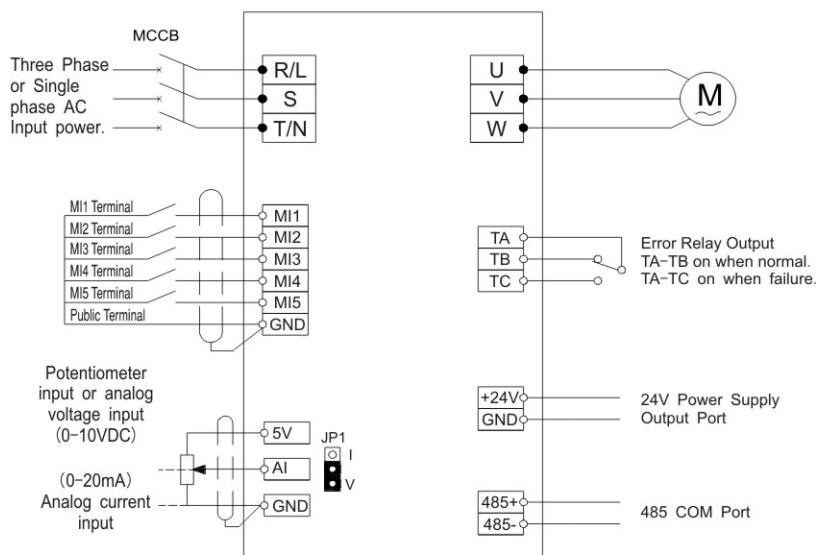 MCCB
Three Phase
or Single
phase AC
Input power.
R/L
S
T/N
U
V
W
M
MI1 Terminal
MI2 Terminal
MI3 Terminal
MI4 Terminal
MI5 Terminal
Public Terminal
MI1
MI2
MI3
MI4
MI5
GND
TA
TB
TC
Error Relay Output
TA-TB on when normal.
TA-TC on when failure.
Potentiometer
input or analog
voltage input
(0-10VDC)
(0-20mA)
Analog current
input
5V
AI
GND
JP1
I
V
+24V
GND
24V Power Supply
Output Port
485+
485-
485 COM Port